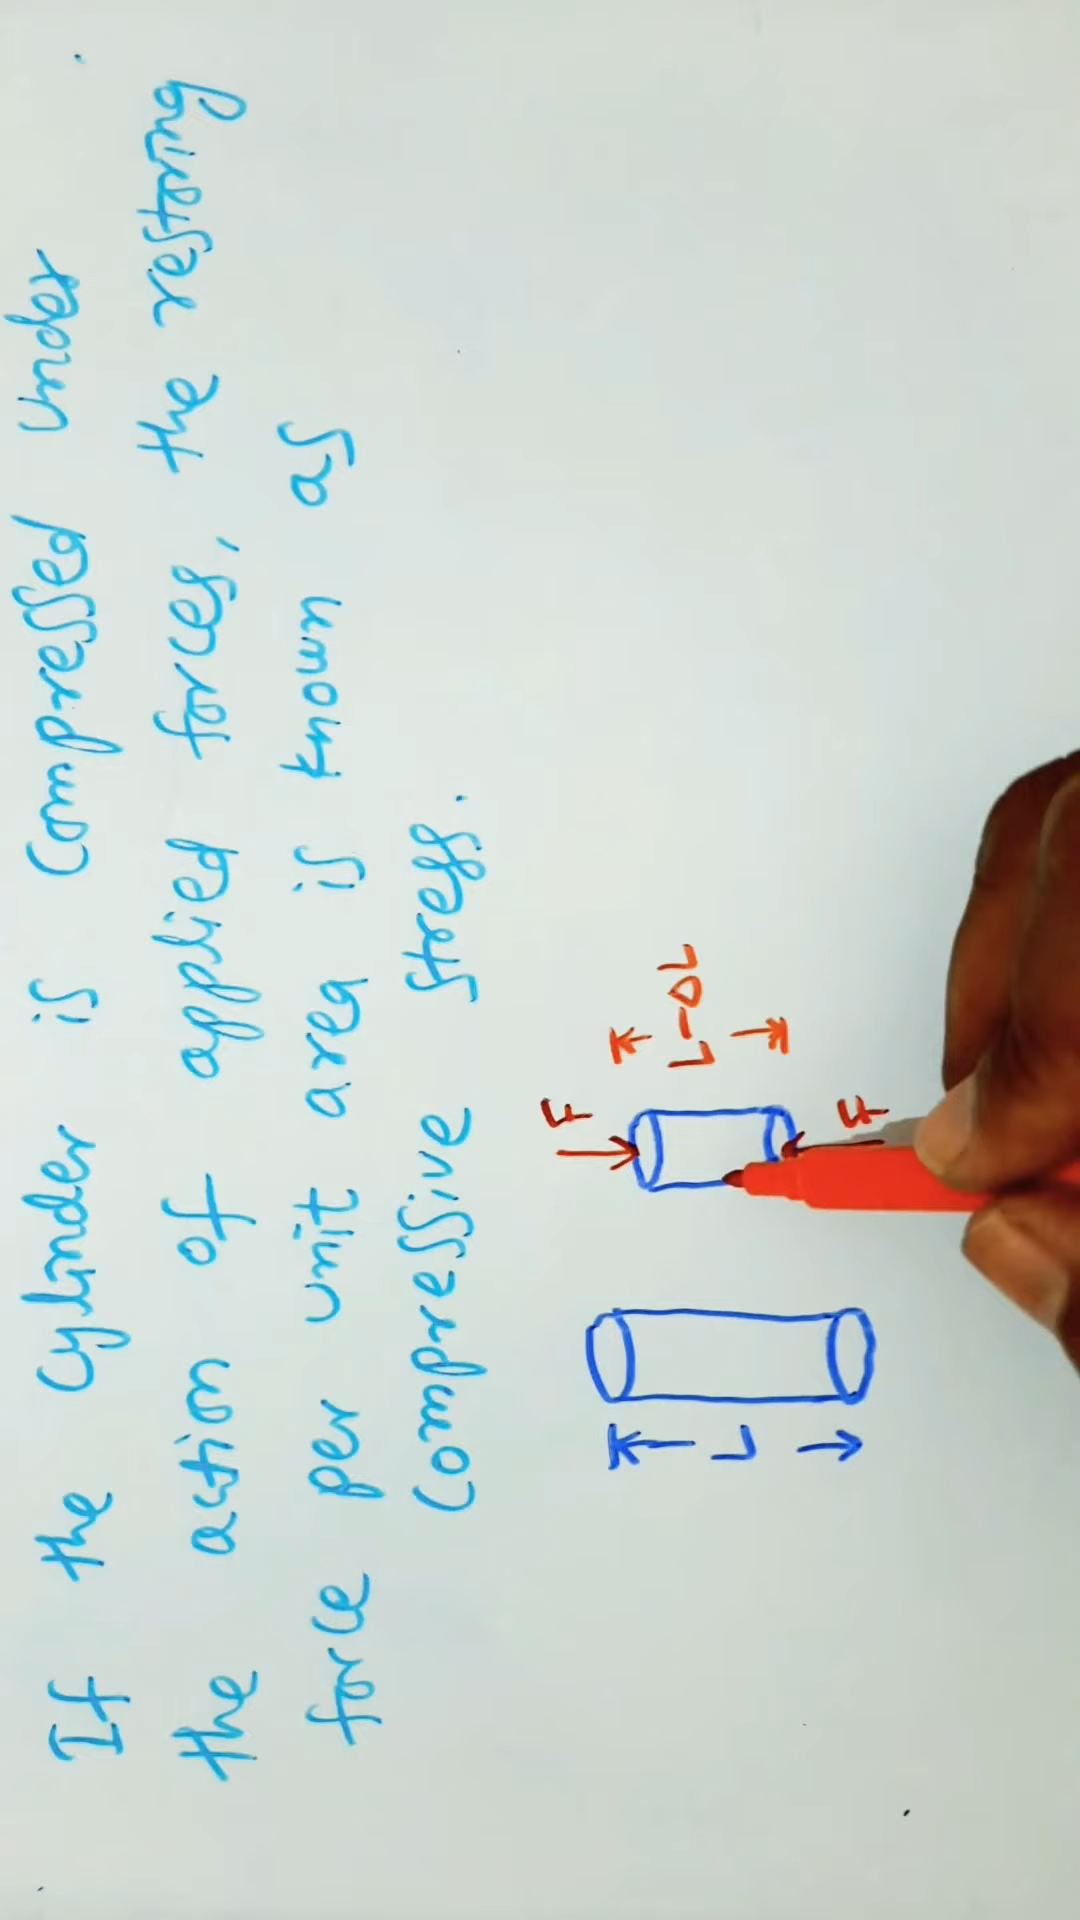 If the cylinder is compressed under
the action of applied forces, the restoring
force per unit area is known as
compressive stress.
F
L-ΔL
F
L